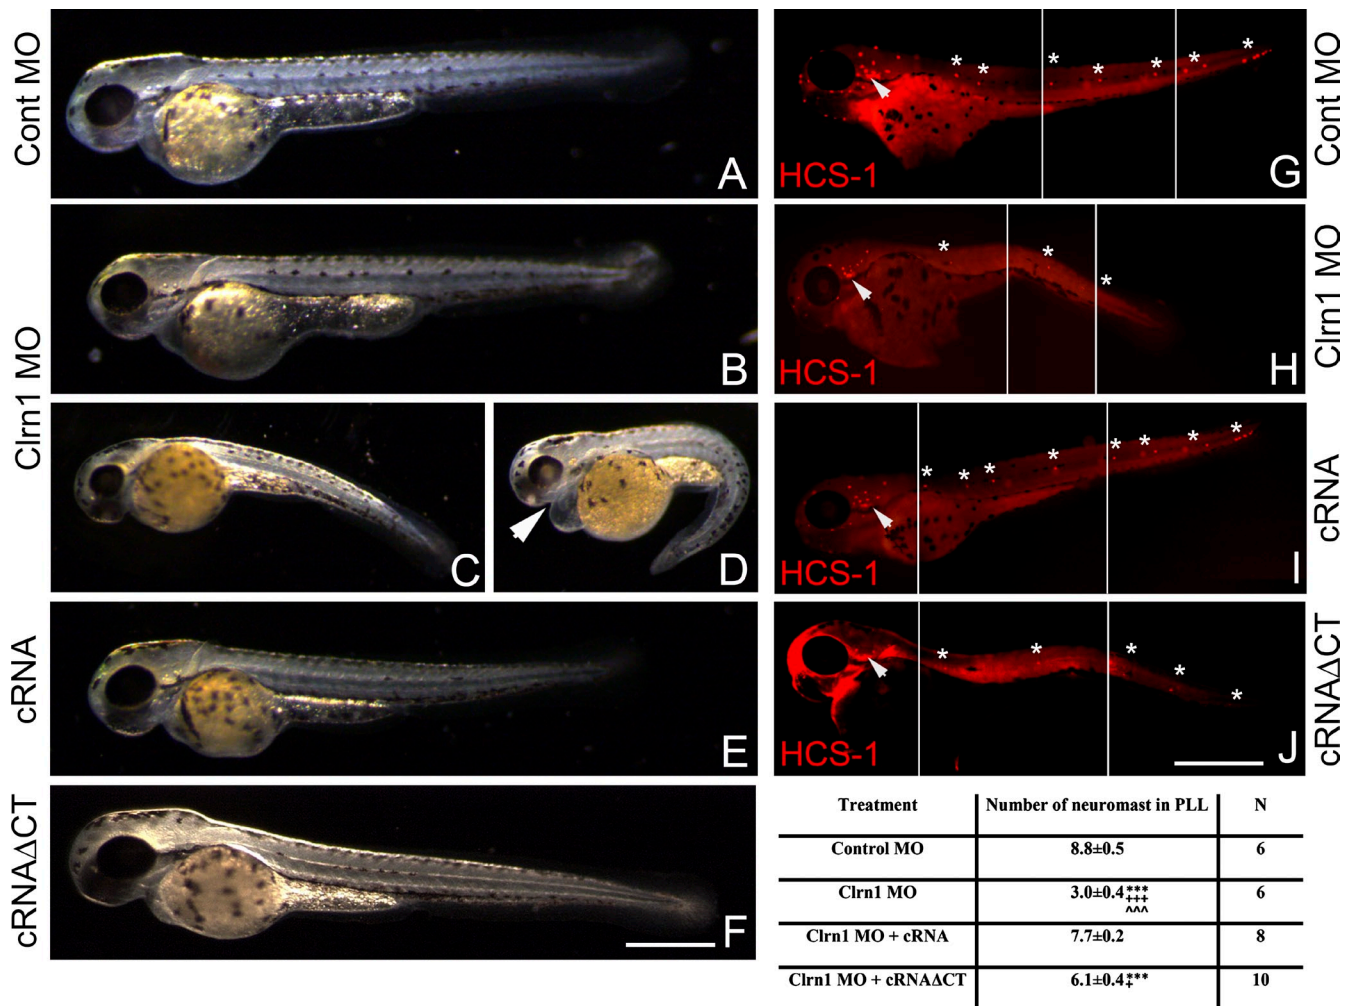 Cont MO
A
Clrn1 MO
B
C
D
cRNA
E
cRNAΔCT
F
HCS-1
G
Cont MO
HCS-1
H
Clrn1 MO
HCS-1
I
cRNA
HCS-1
J
cRNAΔCT
Treatment Number of neuromast in PLL N
Control MO 8.8±0.5 6
Clrn1 MO 3.0±0.4 *** +++ ^^^ 6
Clrn1 MO + cRNA 7.7±0.2 8
Clrn1 MO + cRNAΔCT 6.1±0.4 *** + 10